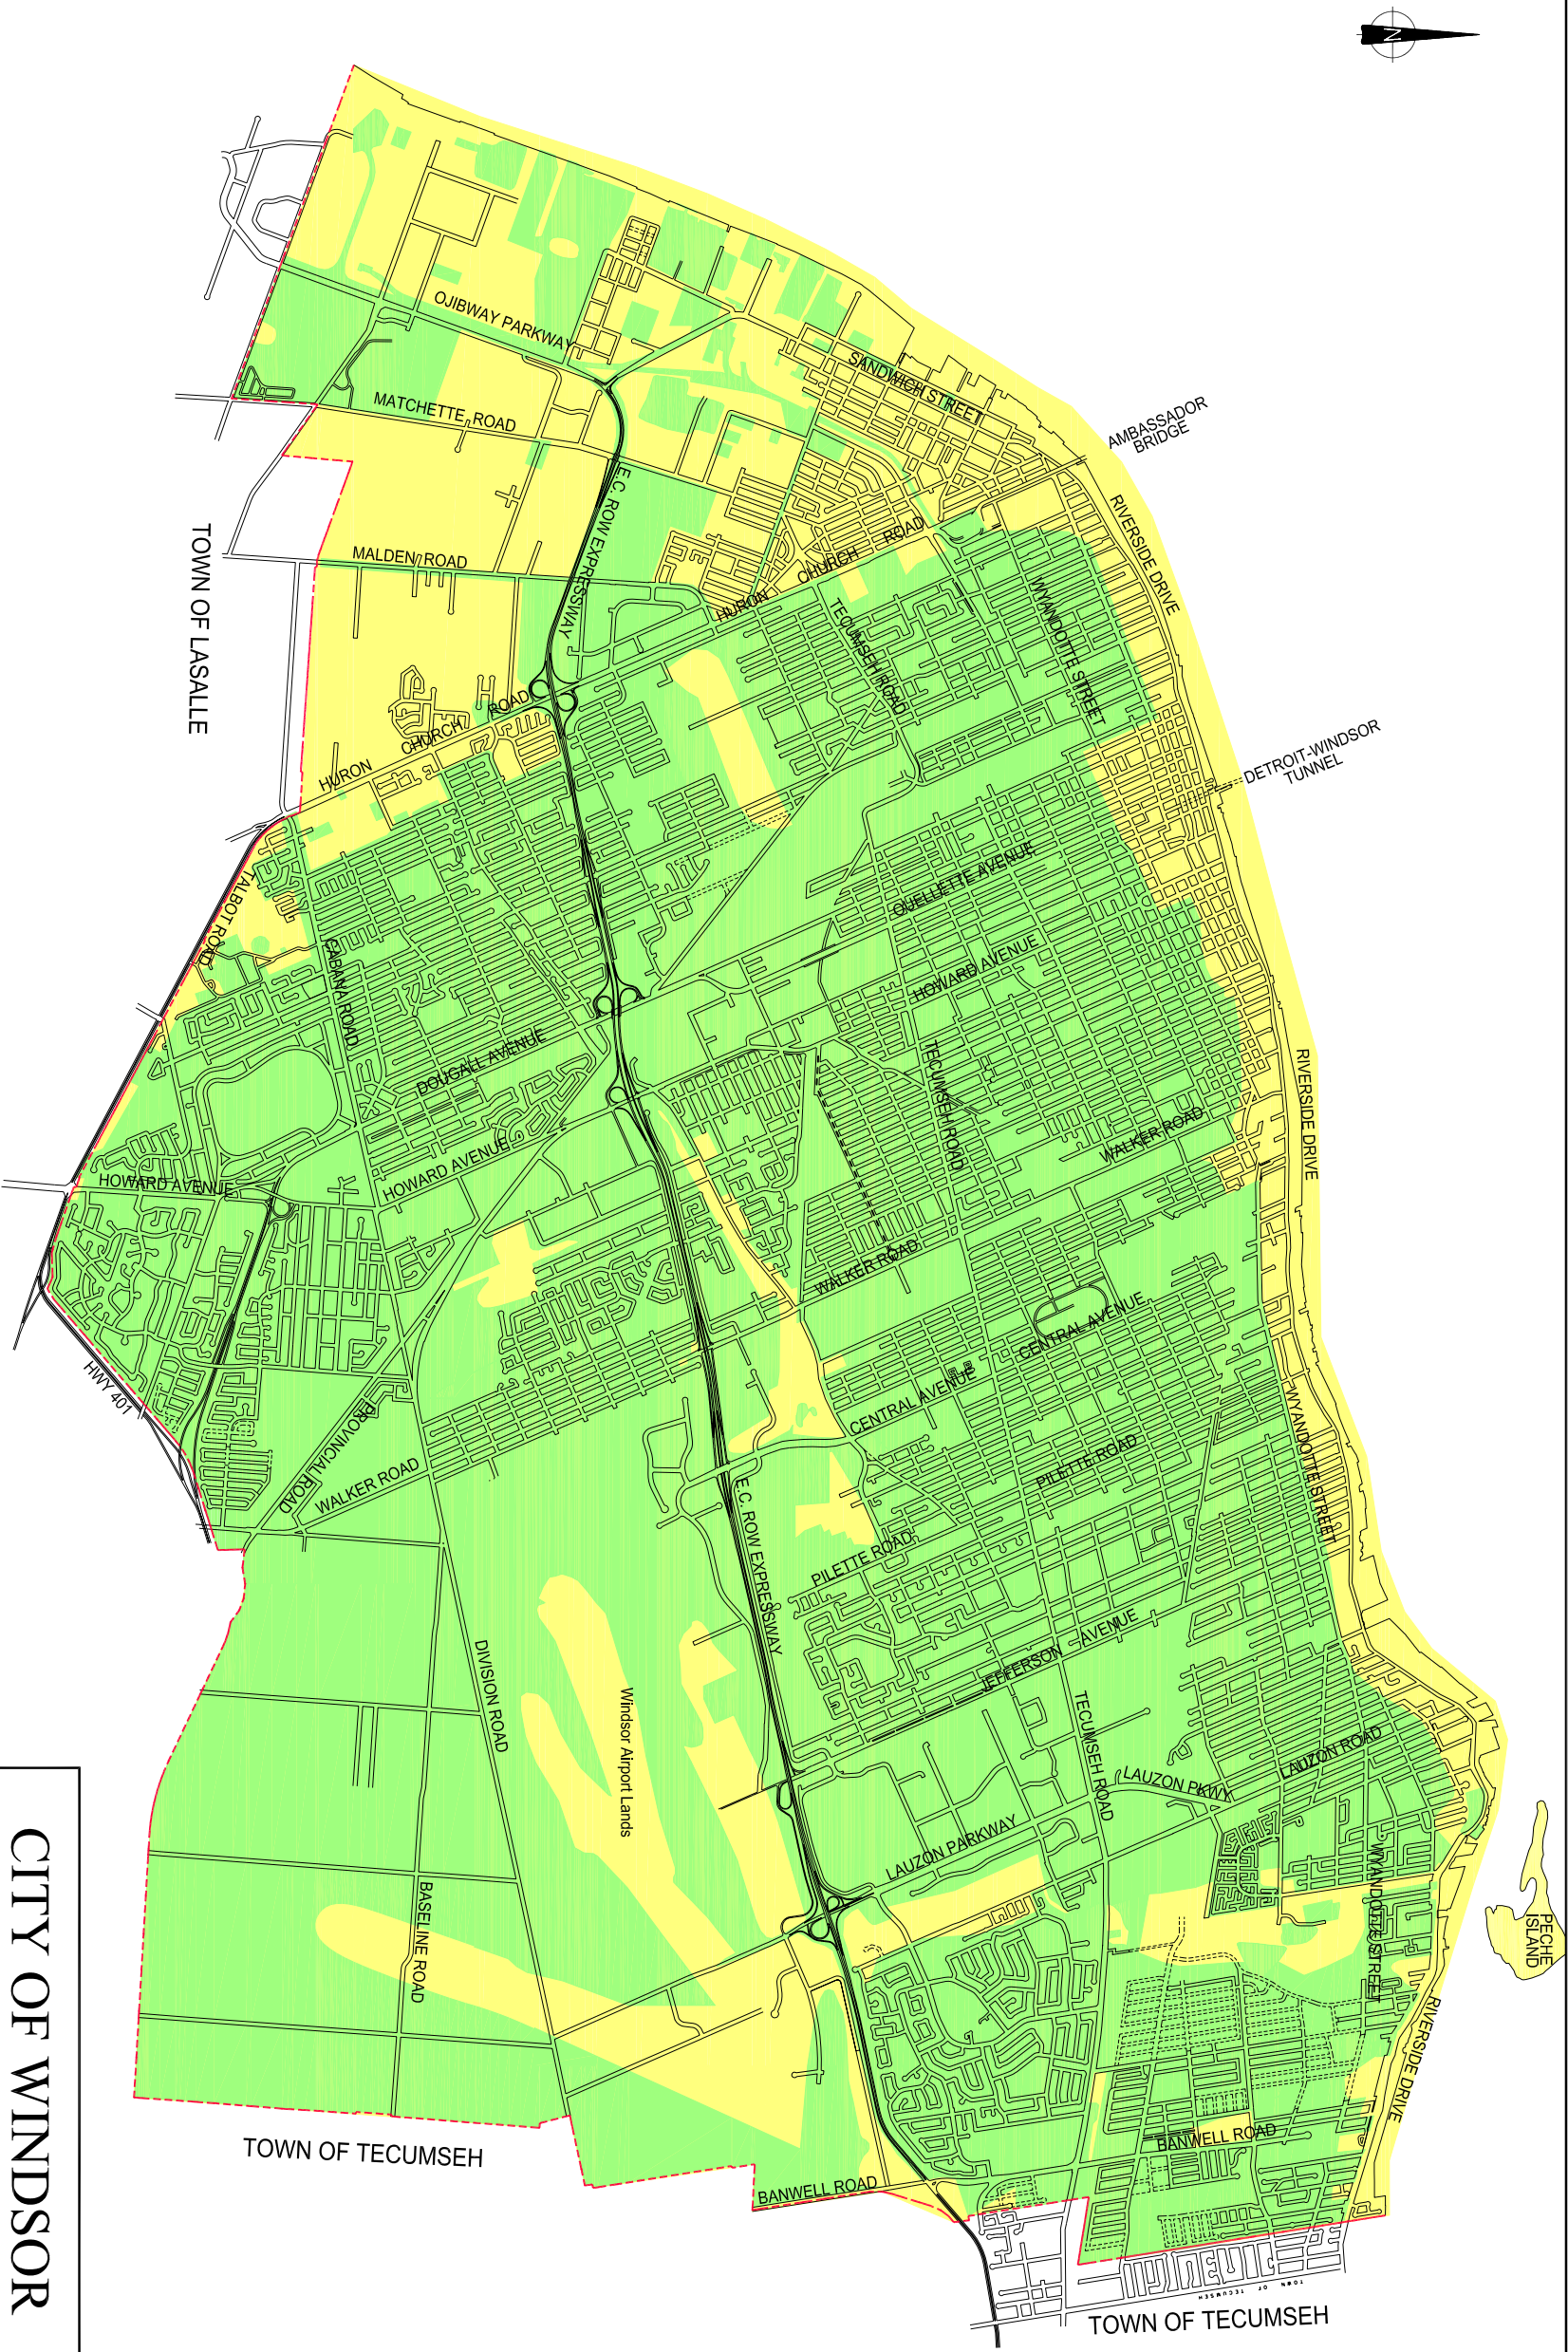 N
AMBASSADOR
BRIDGE
DETROIT-WINDSOR
TUNNEL
RIVERSIDE DRIVE
RIVERSIDE DRIVE
RIVERSIDE DRIVE
PECHE
ISLAND
SANDWICH STREET
OJIBWAY PARKWAY
MATCHETTE ROAD
MALDEN ROAD
E.C. ROW EXPRESSWAY
HURON CHURCH ROAD
HURON CHURCH ROAD
TECUMSEH ROAD
WYANDOTTE STREET
TOWN OF LASALLE
TALBOT ROAD
CABANA ROAD
DOUGALL AVENUE
OUELLETTE AVENUE
HOWARD AVENUE
TECUMSEH ROAD
WALKER ROAD
HOWARD AVENUE
HOWARD AVENUE
WALKER ROAD
CENTRAL AVENUE
CENTRAL AVENUE
WYANDOTTE STREET
HWY 401
PROVINCIAL ROAD
WALKER ROAD
PILETTE ROAD
PILETTE ROAD
E.C. ROW EXPRESSWAY
JEFFERSON AVENUE
DIVISION ROAD
Windsor Airport Lands
TECUMSEH ROAD
LAUZON PKWY
LAUZON ROAD
LAUZON PARKWAY
WYANDOTTE STREET
BASELINE ROAD
BANWELL ROAD
BANWELL ROAD
TOWN OF TECUMSEH
TOWN OF TECUMSEH
TOWN OF TECUMSEH
CITY OF WINDSOR